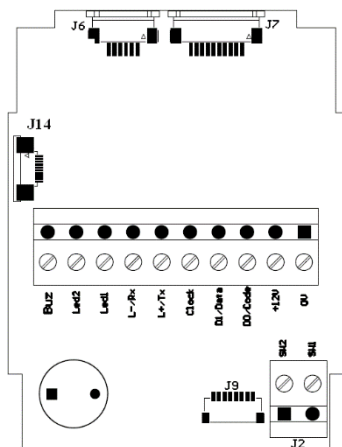 J6
J7
J14
Buz
Led2
Led1
L-/Rx
L+/Tx
Clock
D1/Data
D0/Code
+12V
0V
SW2
SW1
J9
J2